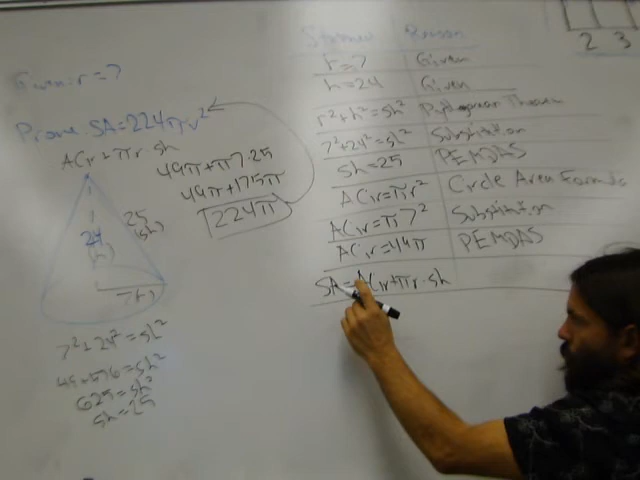 Given: r=7
Prove: SA=224πu²
ACir + πr · sh
49π+π7·25
49π+175π
224π
25
(sh)
24
(h)
7(r)
7²+24²=sh²
49+576=sh²
625=sh²
sh=25
Statement Reason
r=7 Given
h=24 Given
r²+h²=sh² Pythagorean Theorem
7²+24²=sh² Substitution
sh=25 PEMDAS
ACir=πr² Circle Area Formula
ACir=π7² Substitution
ACir=49π PEMDAS
SA=ACir+πr·sh
2 3